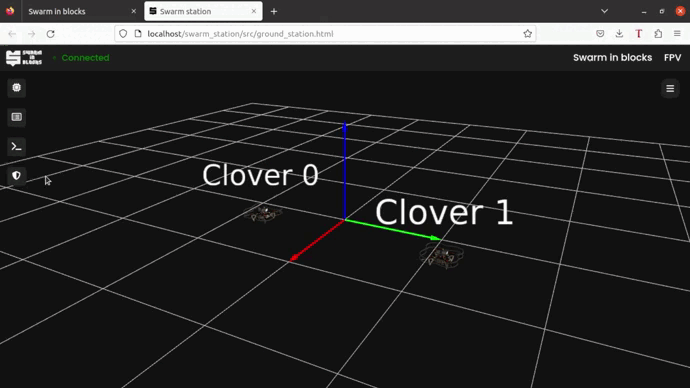 Swarm in blocks
Swarm station
localhost/swarm_station/src/ground_station.html
SWARM
IN
BLOCKS
Connected
Swarm in blocks
FPV
Clover 0
Clover 1